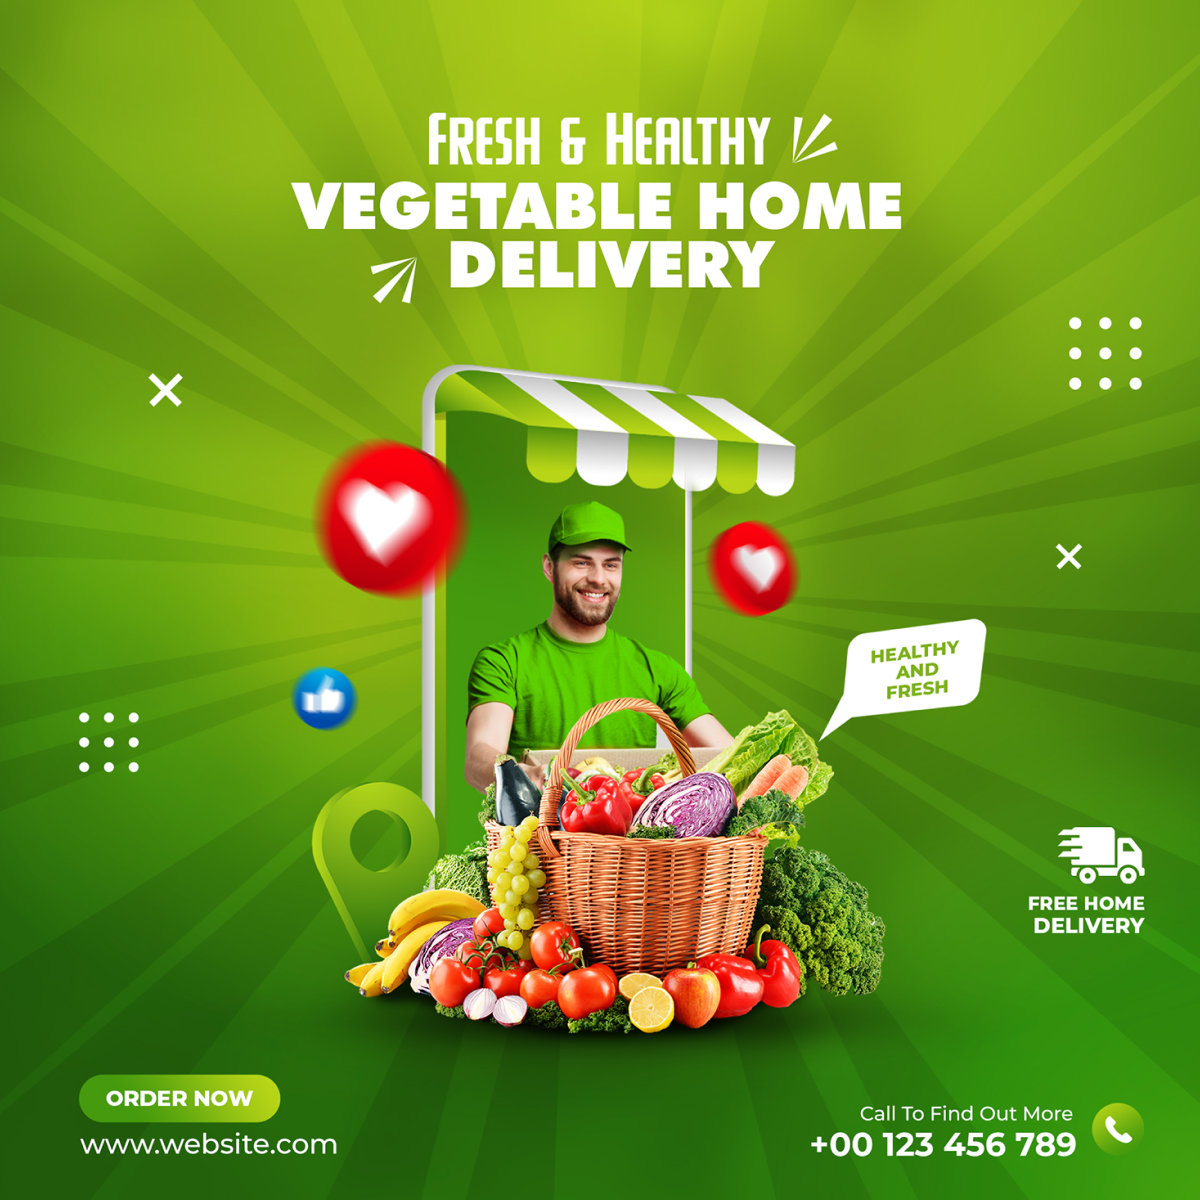 Fresh & Healthy
VEGETABLE HOME
DELIVERY
HEALTHY
AND
FRESH
FREE HOME
DELIVERY
ORDER NOW
www.website.com
Call To Find Out More
+00 123 456 789